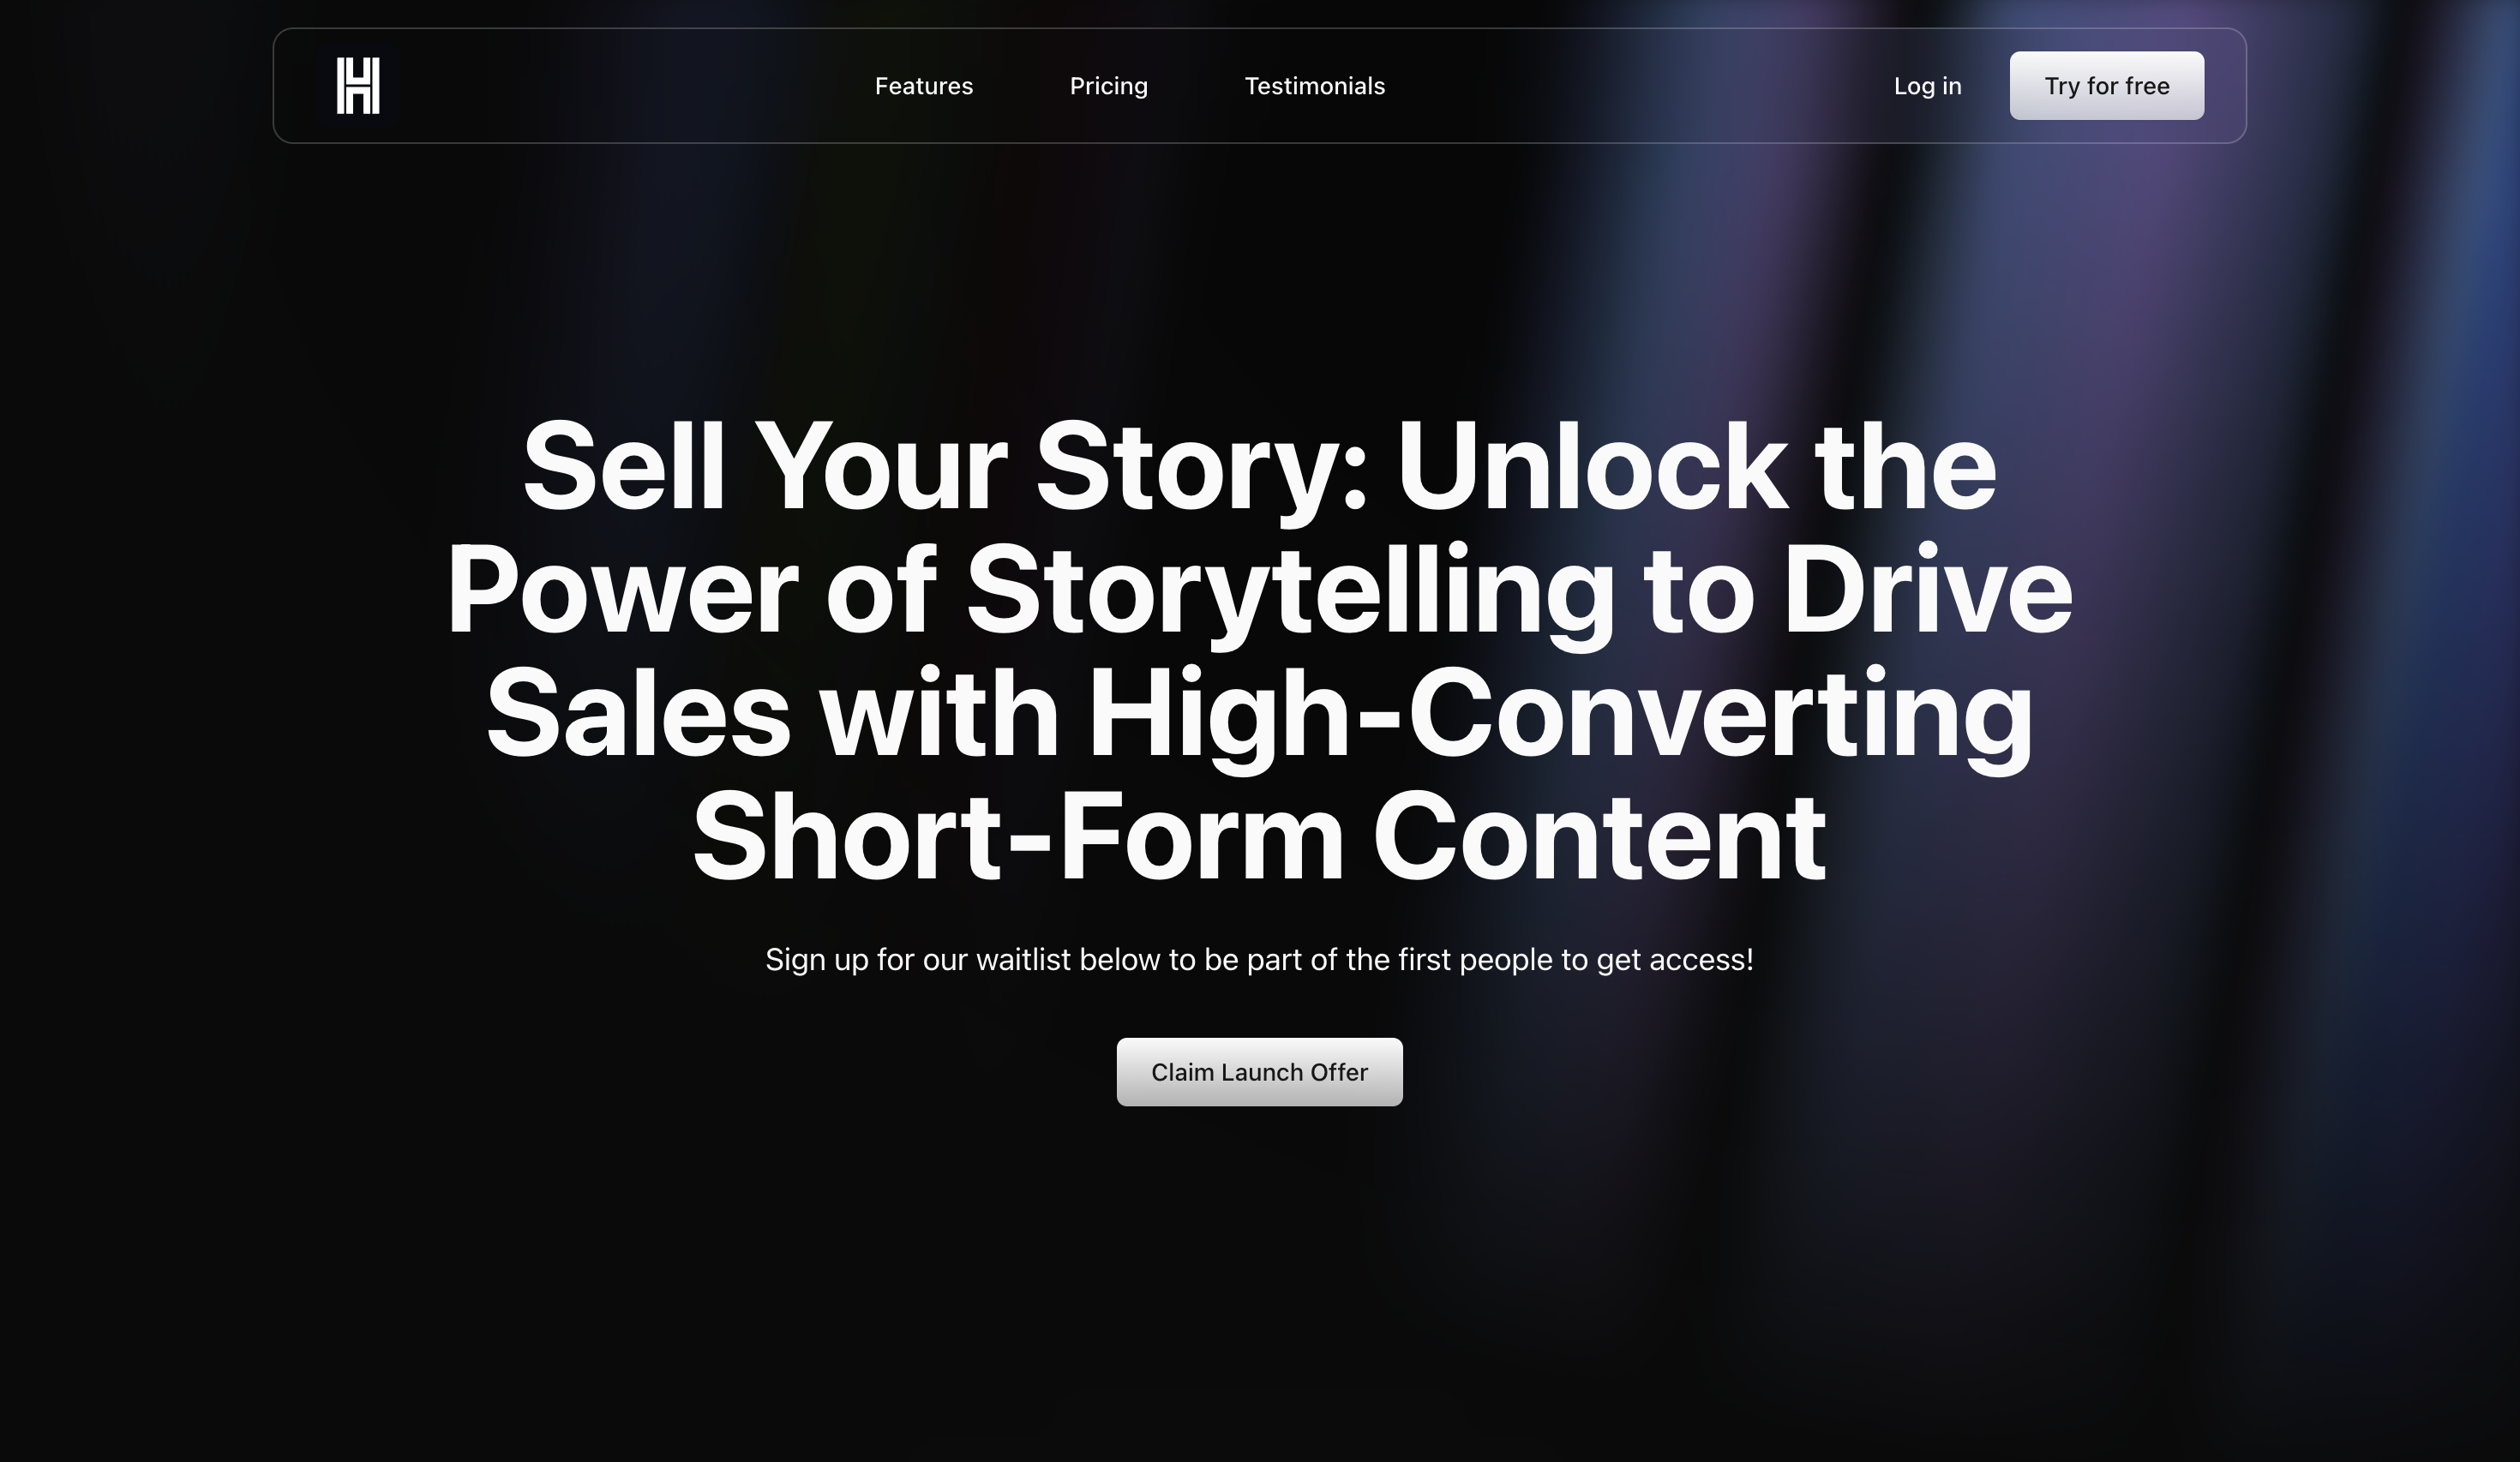 H
Features
Pricing
Testimonials
Log in
Try for free
Sell Your Story: Unlock the
Power of Storytelling to Drive
Sales with High-Converting
Short-Form Content
Sign up for our waitlist below to be part of the first people to get access!
Claim Launch Offer